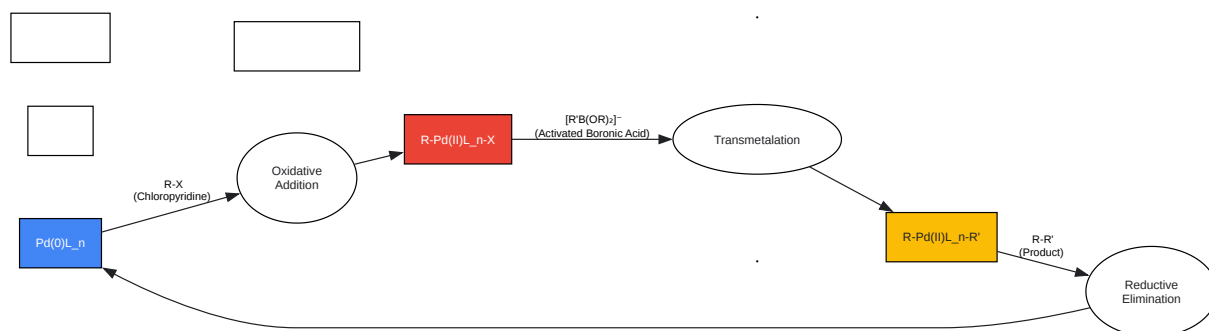 Pd(0)L_n
R-X
(Chloropyridine)
Oxidative
Addition
R-Pd(II)L_n-X
[R'B(OR)₂]⁻
(Activated Boronic Acid)
Transmetalation
R-Pd(II)L_n-R'
R-R'
(Product)
Reductive
Elimination